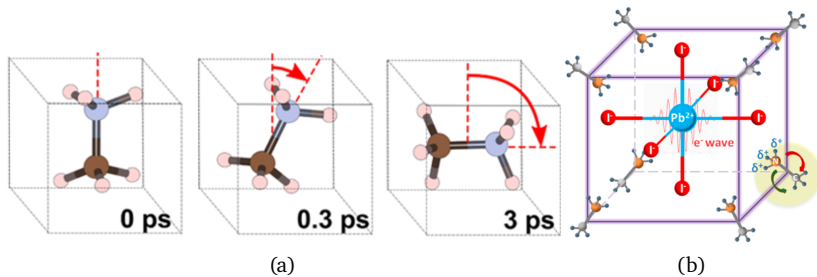 0 ps
0.3 ps
3 ps
(a)
I⁻
I⁻
I⁻
Pb²⁺
I⁻
e⁻ wave
I⁻
I⁻
δ⁺
δ⁺
δ⁺
N
C
(b)